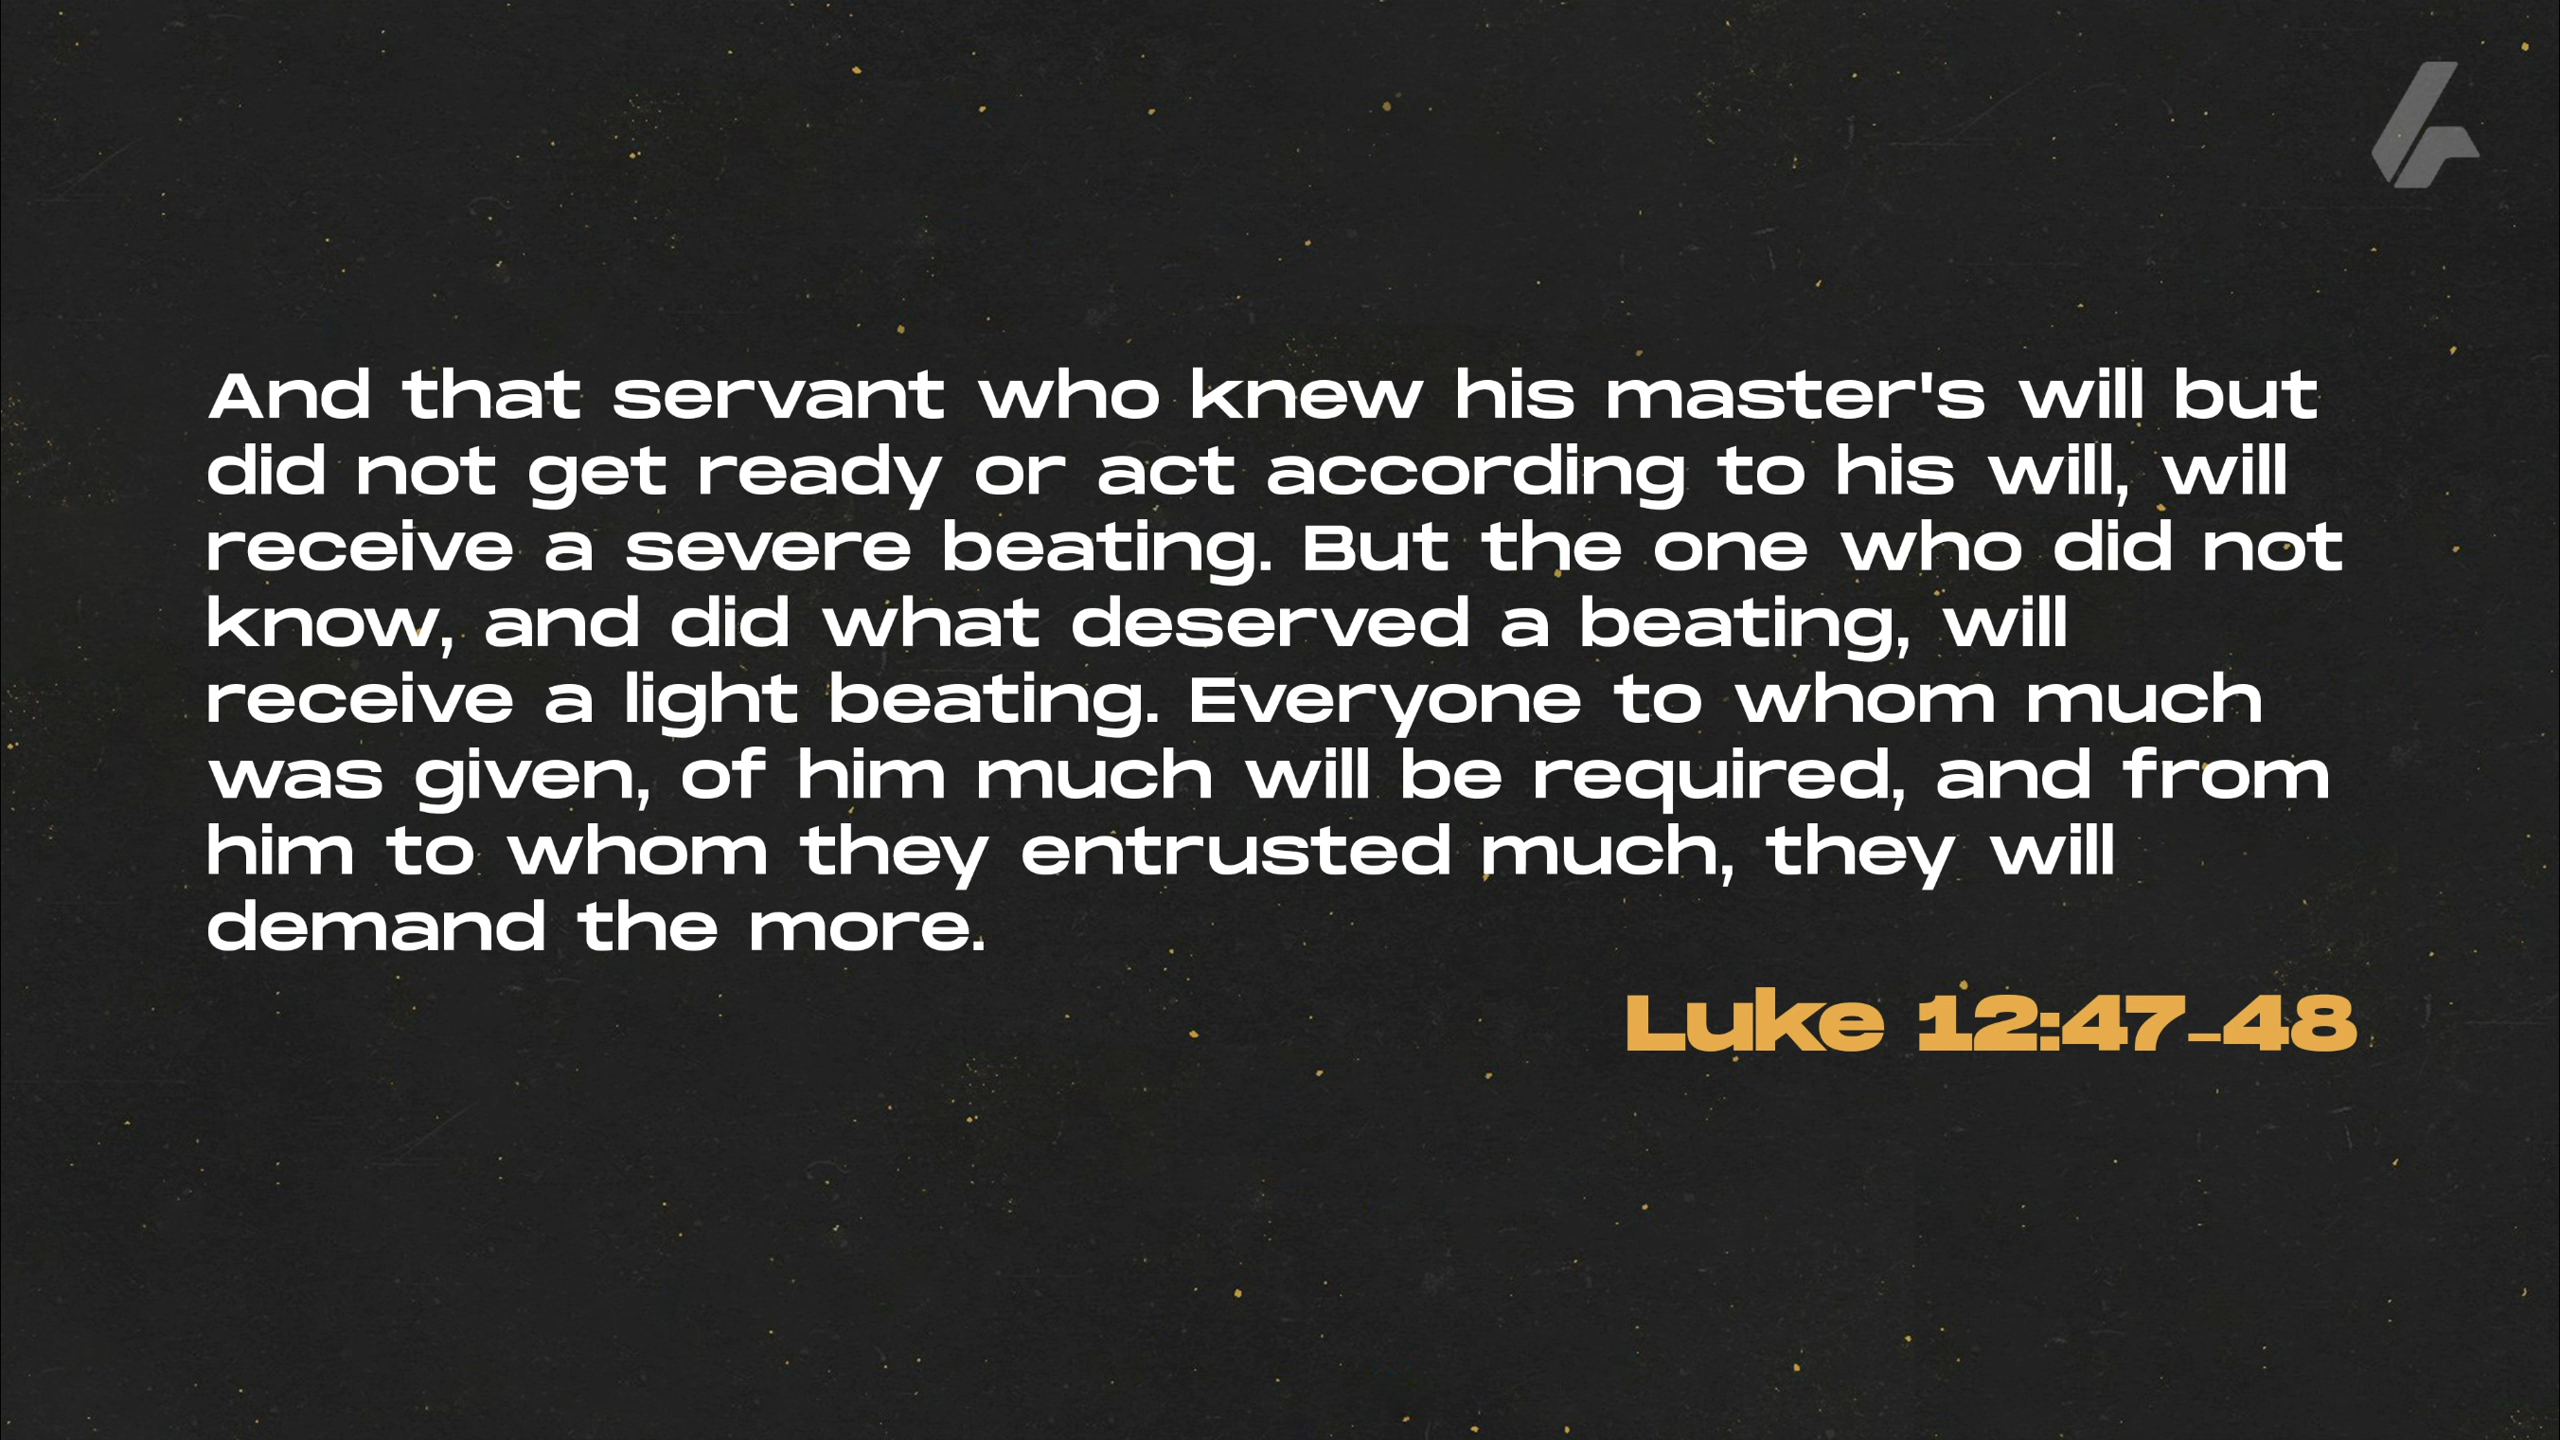 And that servant who knew his master's will but
did not get ready or act according to his will, will
receive a severe beating. But the one who did not
know, and did what deserved a beating, will
receive a light beating. Everyone to whom much
was given, of him much will be required, and from
him to whom they entrusted much, they will
demand the more.
Luke 12:47-48